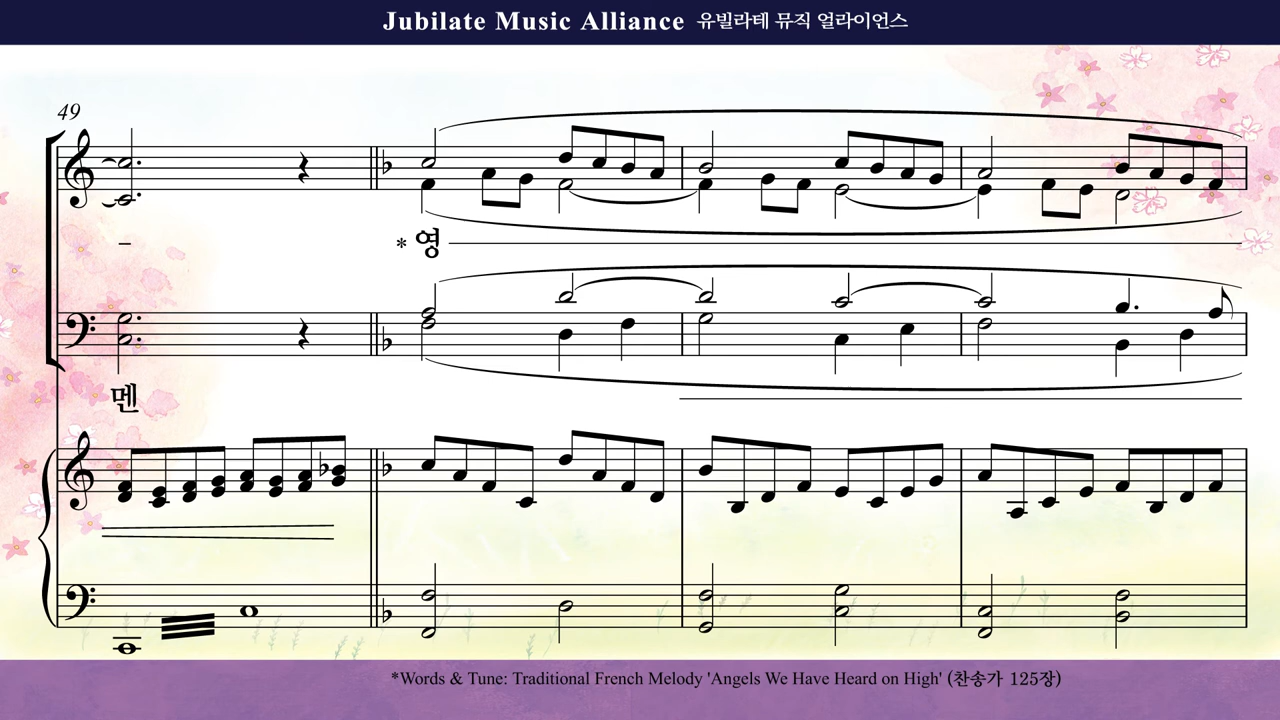 Jubilate Music Alliance 유빌라테 뮤직 얼라이언스
49
* 영
멘
*Words & Tune: Traditional French Melody 'Angels We Have Heard on High' (찬송가 125장)